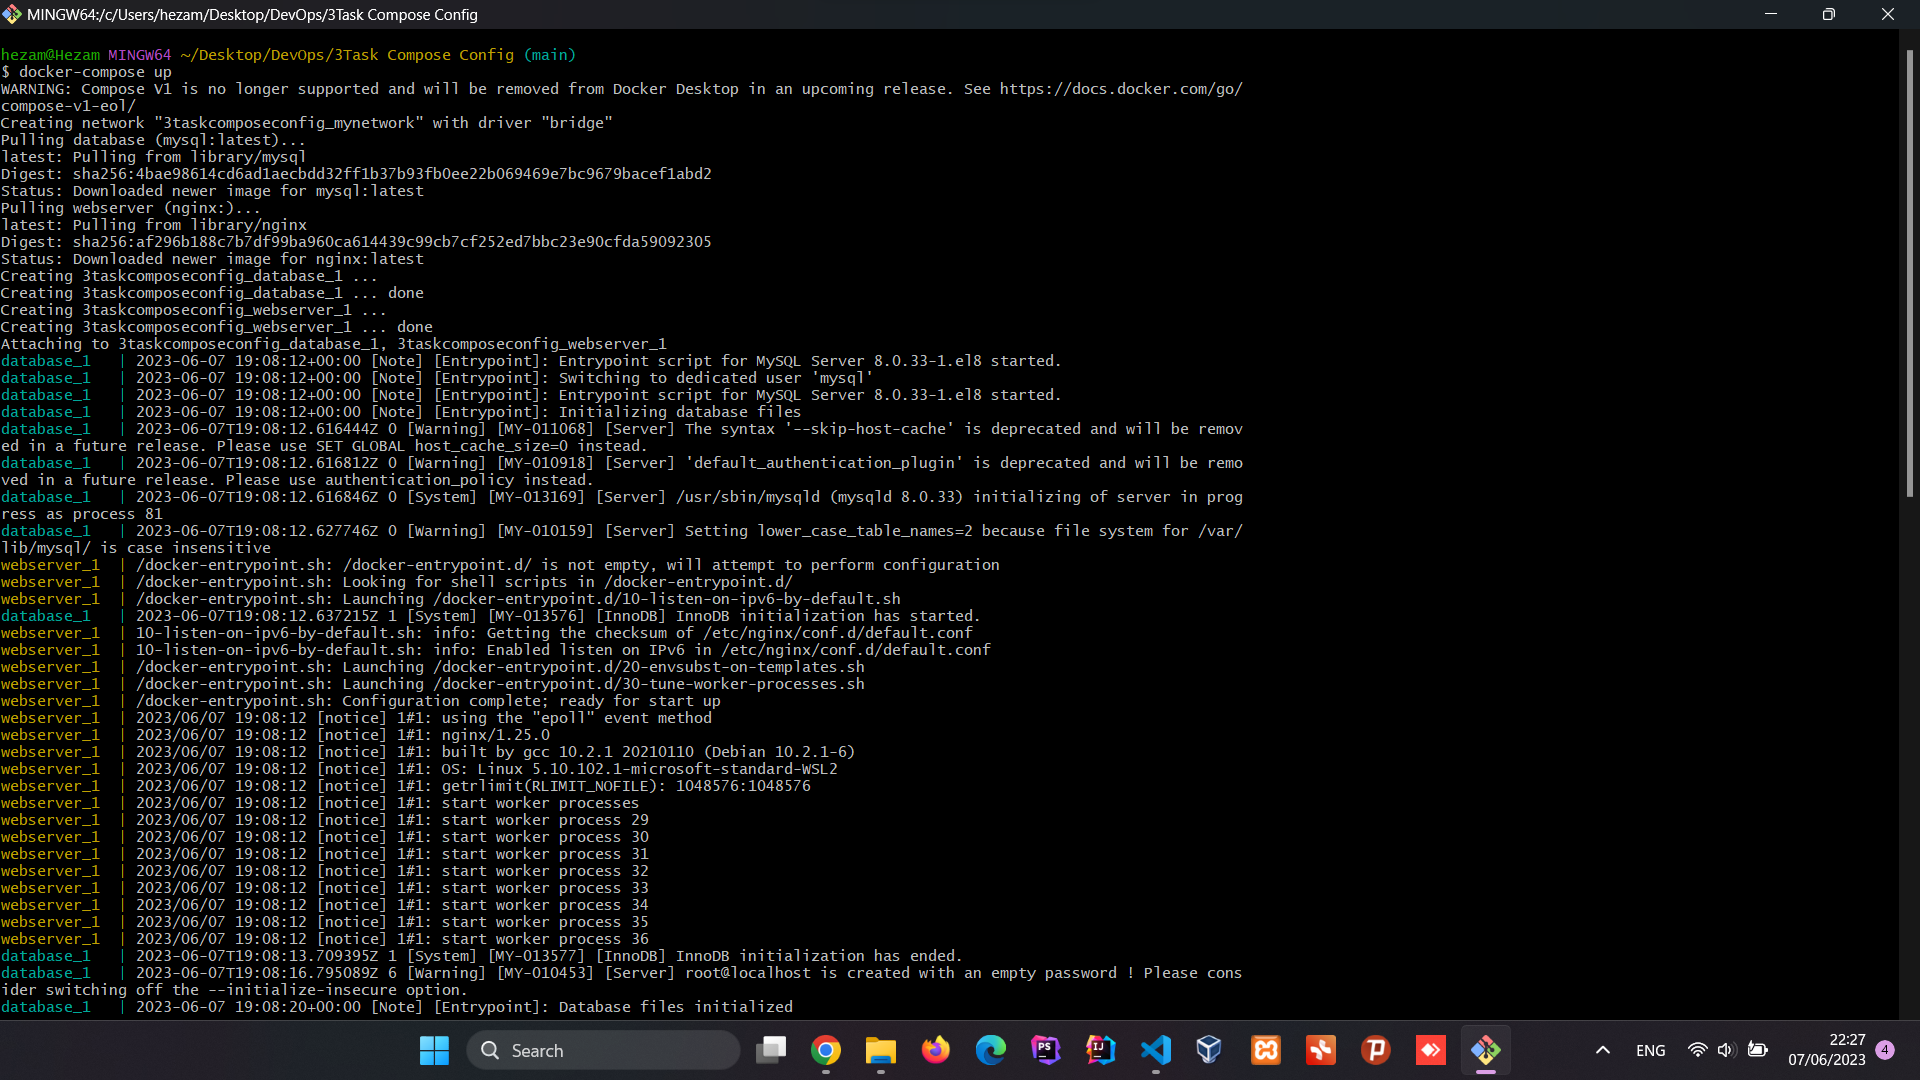 MINGW64:/c/Users/hezam/Desktop/DevOps/3Task Compose Config
hezam@Hezam MINGW64 ~/Desktop/DevOps/3Task Compose Config (main)
$ docker-compose up
WARNING: Compose V1 is no longer supported and will be removed from Docker Desktop in an upcoming release. See https://docs.docker.com/go/
compose-v1-eol/
Creating network "3taskcomposeconfig_mynetwork" with driver "bridge"
Pulling database (mysql:latest)...
latest: Pulling from library/mysql
Digest: sha256:4bae98614cd6ad1aecbdd32ff1b37b93fb0ee22b069469e7bc9679bacef1abd2
Status: Downloaded newer image for mysql:latest
Pulling webserver (nginx:)...
latest: Pulling from library/nginx
Digest: sha256:af296b188c7b7df99ba960ca614439c99cb7cf252ed7bbc23e90cfda59092305
Status: Downloaded newer image for nginx:latest
Creating 3taskcomposeconfig_database_1 ...
Creating 3taskcomposeconfig_database_1 ... done
Creating 3taskcomposeconfig_webserver_1 ...
Creating 3taskcomposeconfig_webserver_1 ... done
Attaching to 3taskcomposeconfig_database_1, 3taskcomposeconfig_webserver_1
database_1   | 2023-06-07 19:08:12+00:00 [Note] [Entrypoint]: Entrypoint script for MySQL Server 8.0.33-1.el8 started.
database_1   | 2023-06-07 19:08:12+00:00 [Note] [Entrypoint]: Switching to dedicated user 'mysql'
database_1   | 2023-06-07 19:08:12+00:00 [Note] [Entrypoint]: Entrypoint script for MySQL Server 8.0.33-1.el8 started.
database_1   | 2023-06-07 19:08:12+00:00 [Note] [Entrypoint]: Initializing database files
database_1   | 2023-06-07T19:08:12.616444Z 0 [Warning] [MY-011068] [Server] The syntax '--skip-host-cache' is deprecated and will be remov
ed in a future release. Please use SET GLOBAL host_cache_size=0 instead.
database_1   | 2023-06-07T19:08:12.616812Z 0 [Warning] [MY-010918] [Server] 'default_authentication_plugin' is deprecated and will be remo
ved in a future release. Please use authentication_policy instead.
database_1   | 2023-06-07T19:08:12.616846Z 0 [System] [MY-013169] [Server] /usr/sbin/mysqld (mysqld 8.0.33) initializing of server in prog
ress as process 81
database_1   | 2023-06-07T19:08:12.627746Z 0 [Warning] [MY-010159] [Server] Setting lower_case_table_names=2 because file system for /var/
lib/mysql/ is case insensitive
webserver_1  | /docker-entrypoint.sh: /docker-entrypoint.d/ is not empty, will attempt to perform configuration
webserver_1  | /docker-entrypoint.sh: Looking for shell scripts in /docker-entrypoint.d/
webserver_1  | /docker-entrypoint.sh: Launching /docker-entrypoint.d/10-listen-on-ipv6-by-default.sh
database_1   | 2023-06-07T19:08:12.637215Z 1 [System] [MY-013576] [InnoDB] InnoDB initialization has started.
webserver_1  | 10-listen-on-ipv6-by-default.sh: info: Getting the checksum of /etc/nginx/conf.d/default.conf
webserver_1  | 10-listen-on-ipv6-by-default.sh: info: Enabled listen on IPv6 in /etc/nginx/conf.d/default.conf
webserver_1  | /docker-entrypoint.sh: Launching /docker-entrypoint.d/20-envsubst-on-templates.sh
webserver_1  | /docker-entrypoint.sh: Launching /docker-entrypoint.d/30-tune-worker-processes.sh
webserver_1  | /docker-entrypoint.sh: Configuration complete; ready for start up
webserver_1  | 2023/06/07 19:08:12 [notice] 1#1: using the "epoll" event method
webserver_1  | 2023/06/07 19:08:12 [notice] 1#1: nginx/1.25.0
webserver_1  | 2023/06/07 19:08:12 [notice] 1#1: built by gcc 10.2.1 20210110 (Debian 10.2.1-6)
webserver_1  | 2023/06/07 19:08:12 [notice] 1#1: OS: Linux 5.10.102.1-microsoft-standard-WSL2
webserver_1  | 2023/06/07 19:08:12 [notice] 1#1: getrlimit(RLIMIT_NOFILE): 1048576:1048576
webserver_1  | 2023/06/07 19:08:12 [notice] 1#1: start worker processes
webserver_1  | 2023/06/07 19:08:12 [notice] 1#1: start worker process 29
webserver_1  | 2023/06/07 19:08:12 [notice] 1#1: start worker process 30
webserver_1  | 2023/06/07 19:08:12 [notice] 1#1: start worker process 31
webserver_1  | 2023/06/07 19:08:12 [notice] 1#1: start worker process 32
webserver_1  | 2023/06/07 19:08:12 [notice] 1#1: start worker process 33
webserver_1  | 2023/06/07 19:08:12 [notice] 1#1: start worker process 34
webserver_1  | 2023/06/07 19:08:12 [notice] 1#1: start worker process 35
webserver_1  | 2023/06/07 19:08:12 [notice] 1#1: start worker process 36
database_1   | 2023-06-07T19:08:13.709395Z 1 [System] [MY-013577] [InnoDB] InnoDB initialization has ended.
database_1   | 2023-06-07T19:08:16.795089Z 6 [Warning] [MY-010453] [Server] root@localhost is created with an empty password ! Please cons
ider switching off the --initialize-insecure option.
database_1   | 2023-06-07 19:08:20+00:00 [Note] [Entrypoint]: Database files initialized
Search
PS
IJ
ENG
22:27
07/06/2023
4